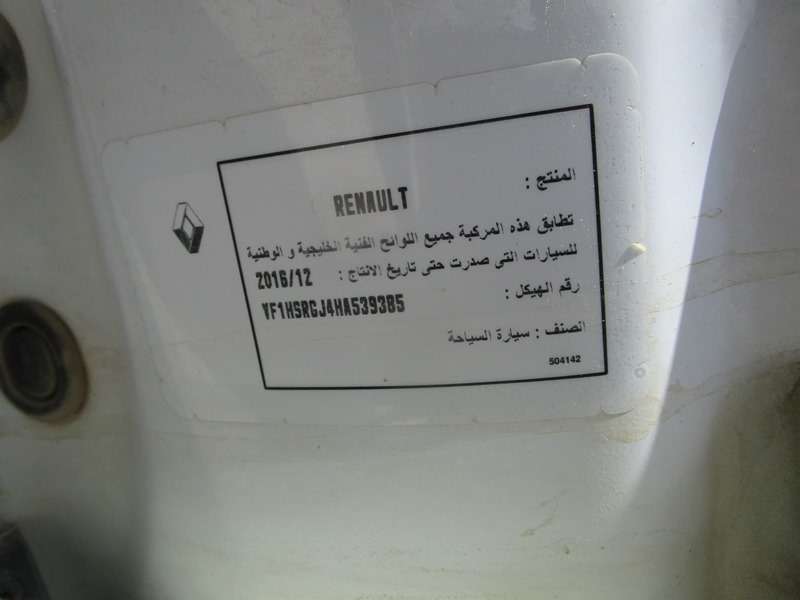 المنتج : RENAULT
تطابق هذه المركبة جميع اللوائح الفنية الخليجية و الوطنية
للسيارات التى صدرت حتى تاريخ الانتاج : 2016/12
رقم الهيكل : VF1HSRGJ4HA539385
الصنف : سيارة السياحة
504142